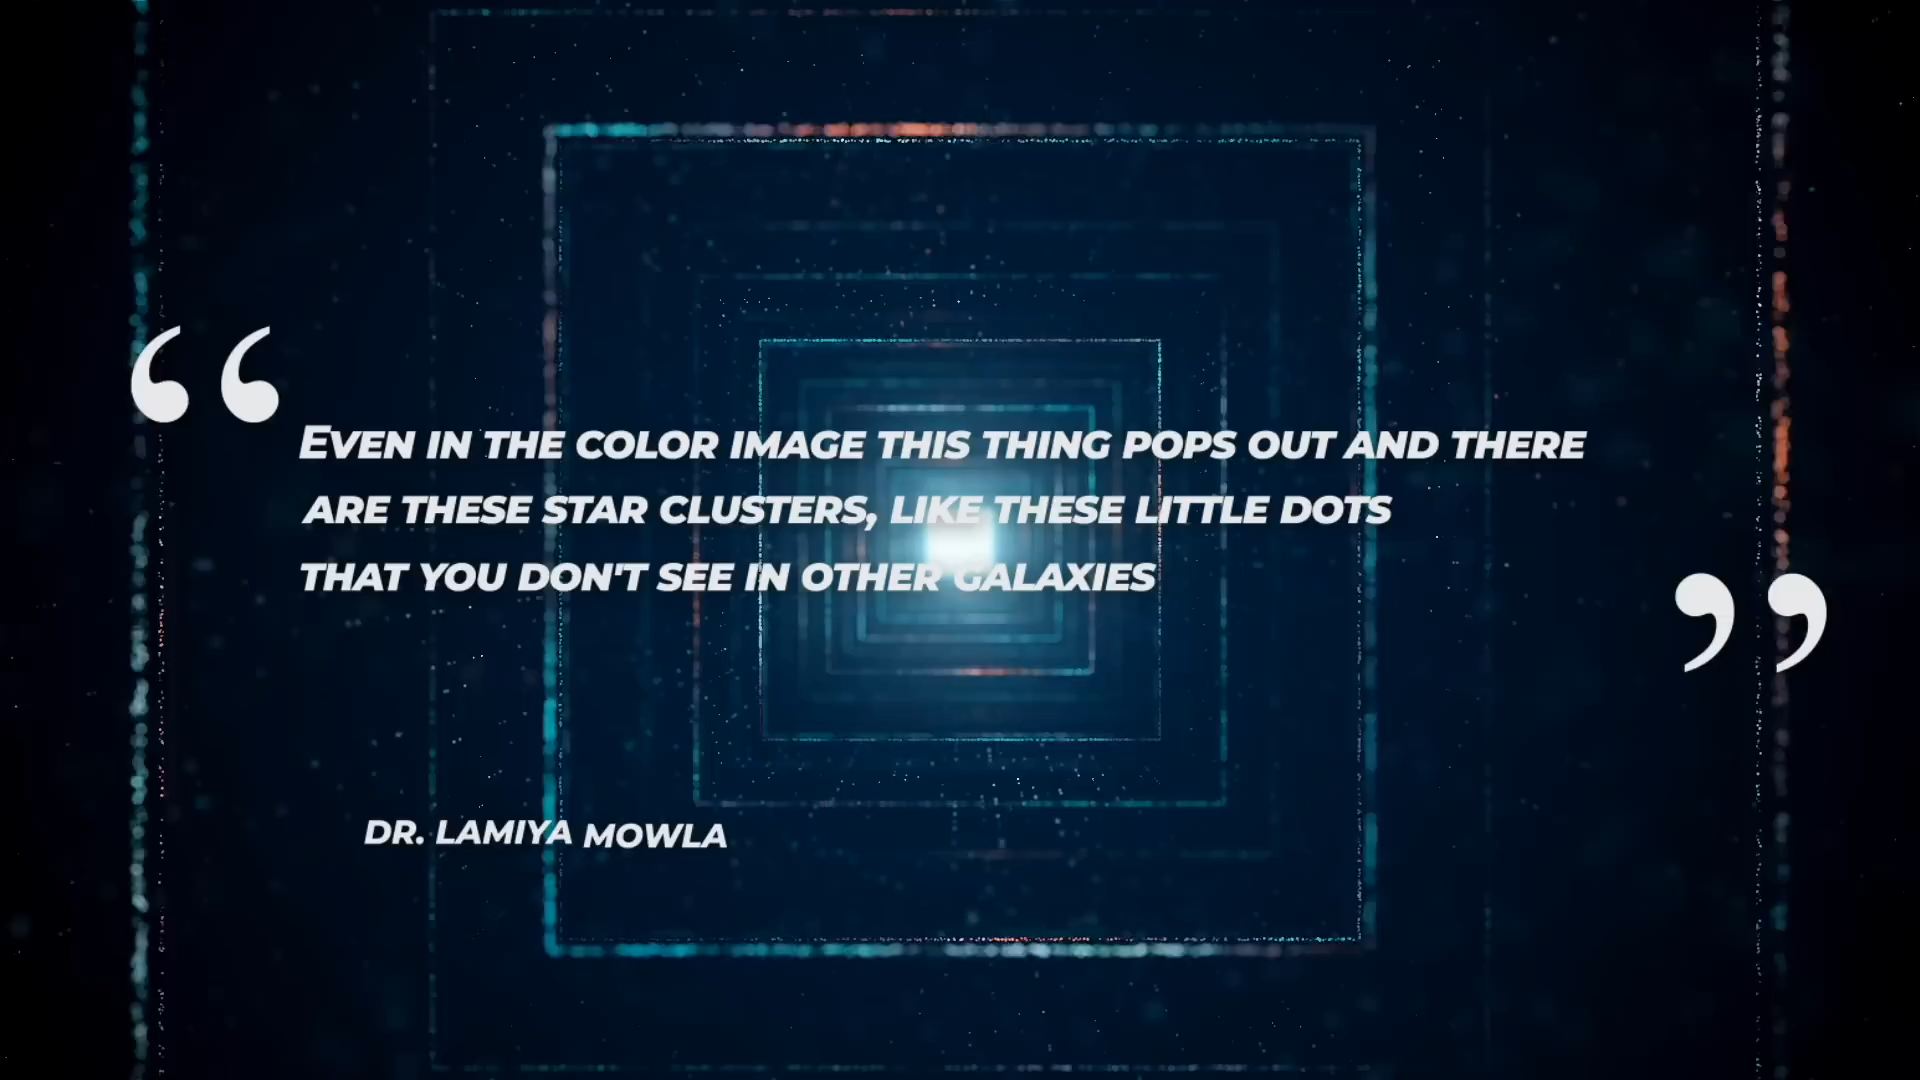 “
EVEN IN THE COLOR IMAGE THIS THING POPS OUT AND THERE
ARE THESE STAR CLUSTERS, LIKE THESE LITTLE DOTS
THAT YOU DON'T SEE IN OTHER GALAXIES
”
DR. LAMIYA MOWLA